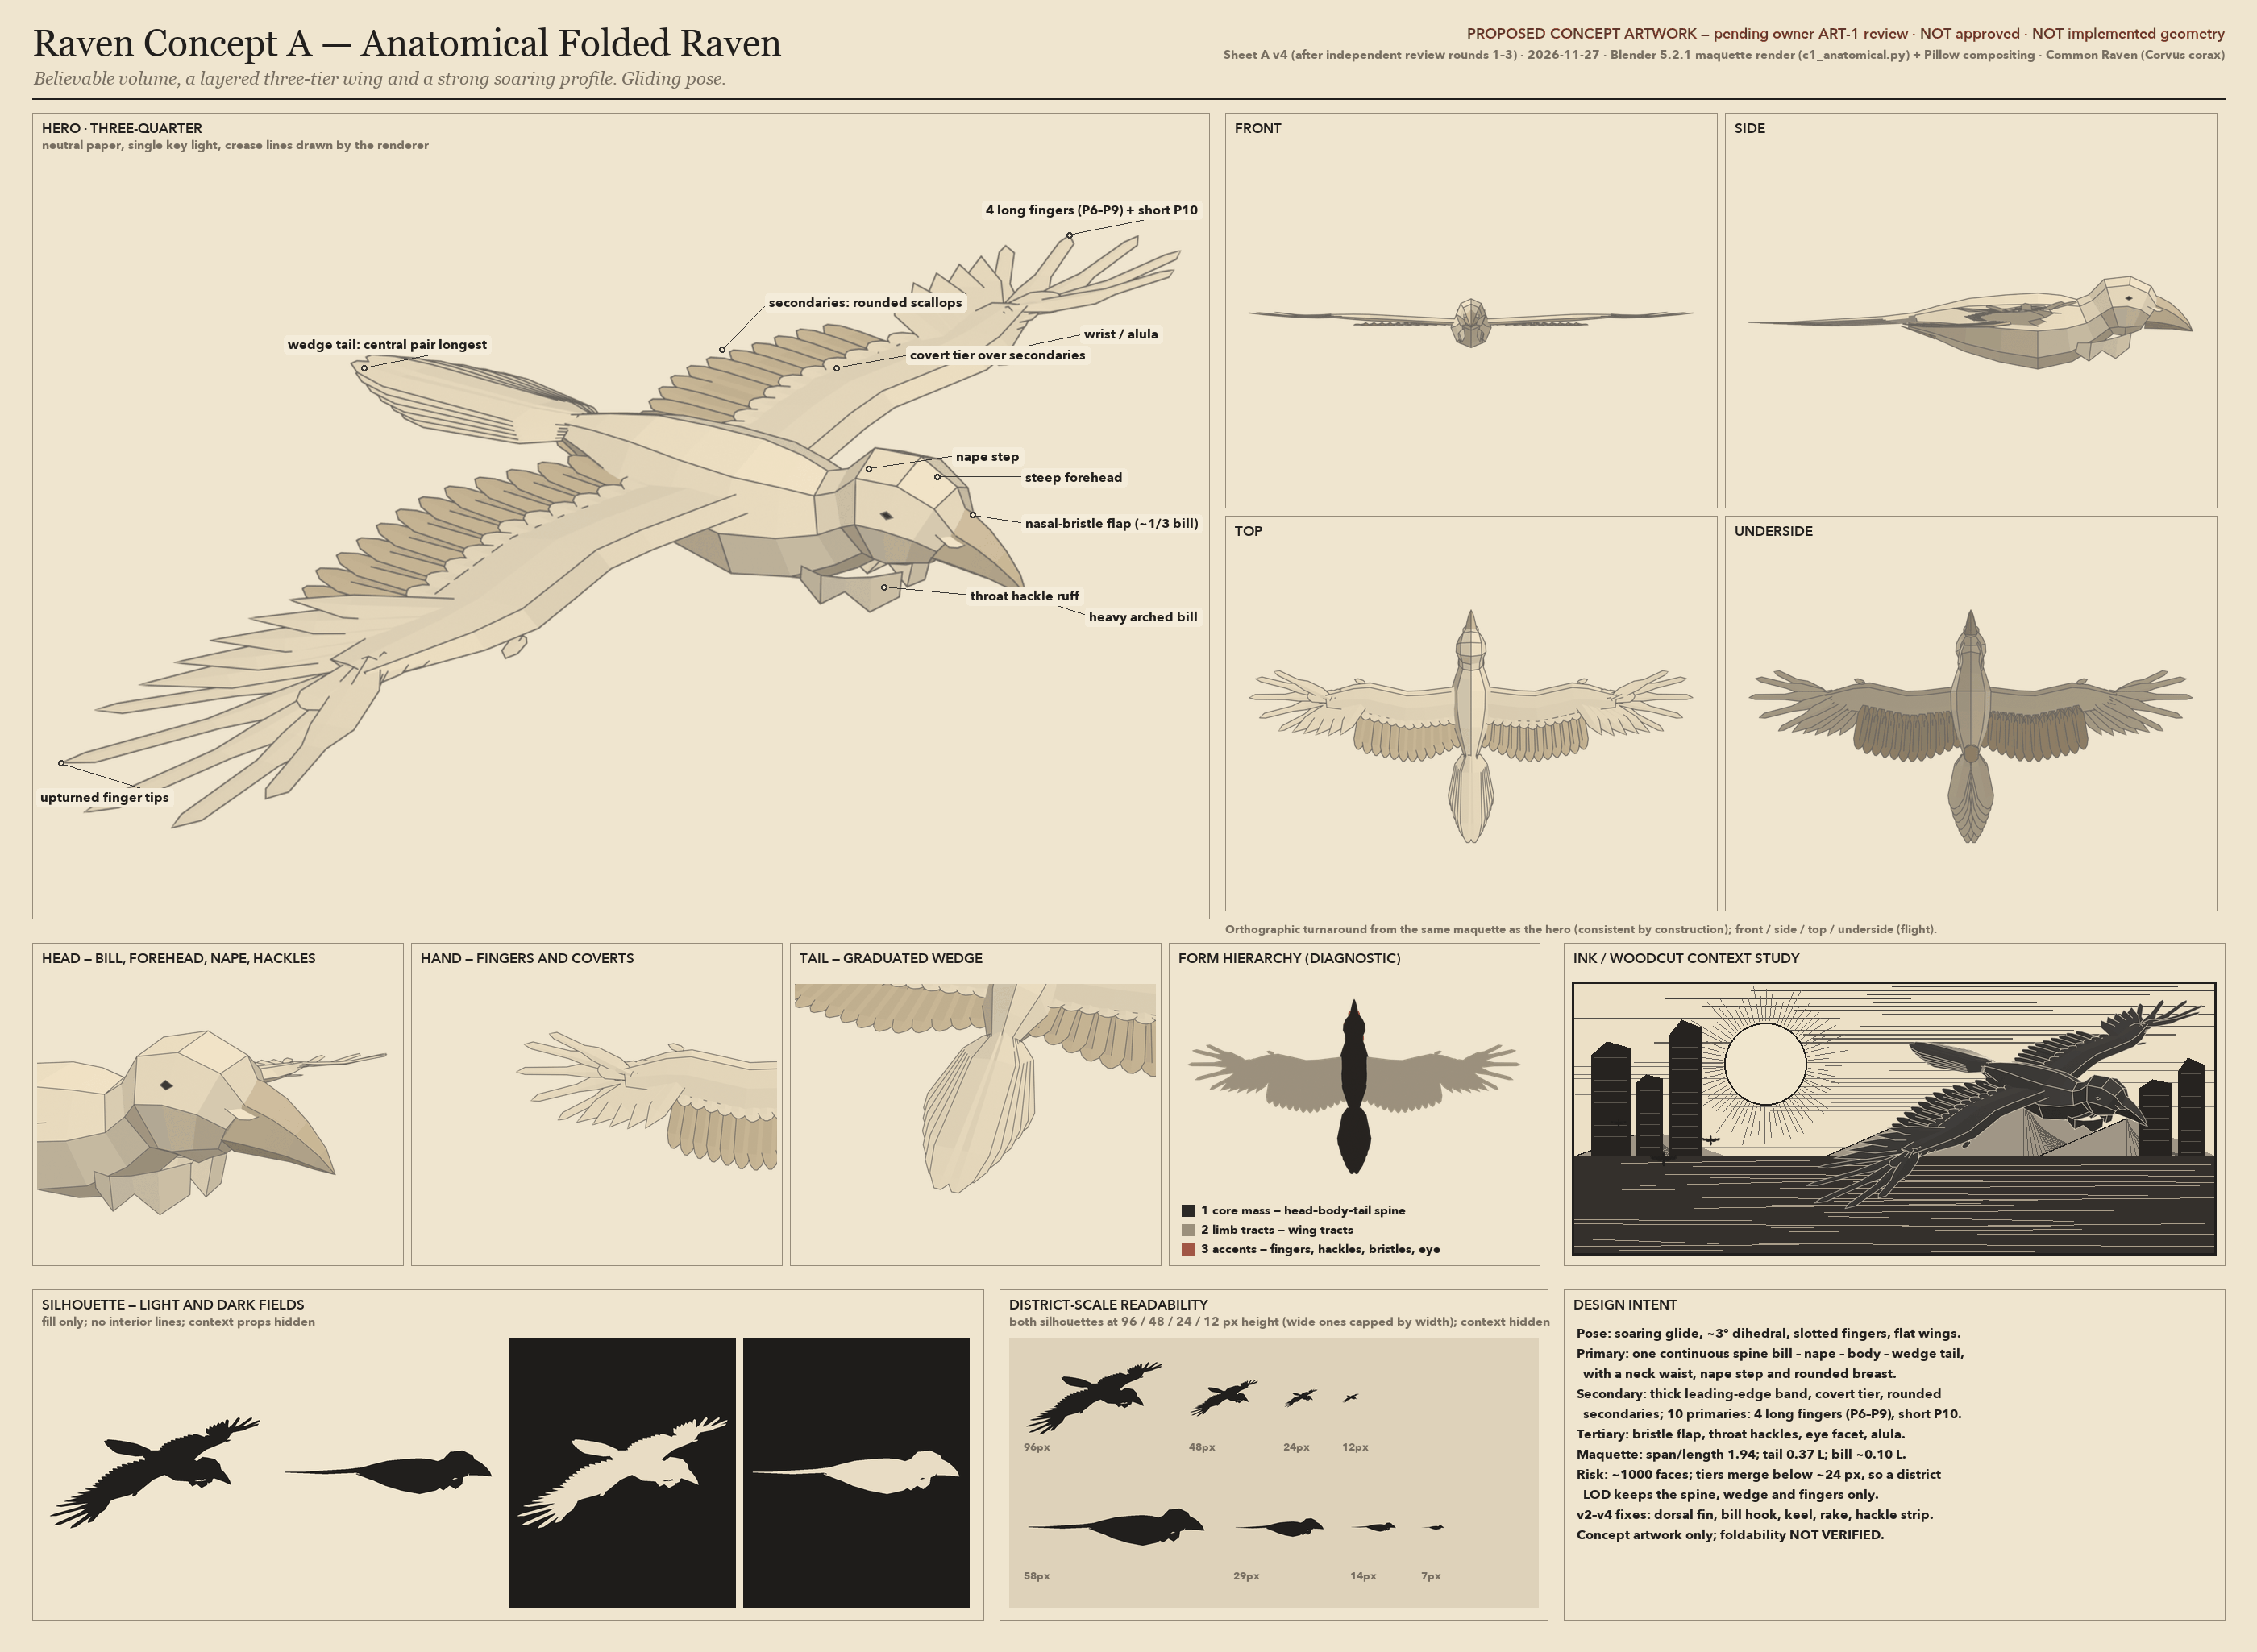 Raven Concept A — Anatomical Folded Raven
Believable volume, a layered three-tier wing and a strong soaring profile. Gliding pose.
PROPOSED CONCEPT ARTWORK — pending owner ART-1 review · NOT approved · NOT implemented geometry
Sheet A v4 (after independent review rounds 1–3) · 2026-11-27 · Blender 5.2.1 maquette render (c1_anatomical.py) + Pillow compositing · Common Raven (Corvus corax)
HERO · THREE-QUARTER
neutral paper, single key light, crease lines drawn by the renderer
4 long fingers (P6–P9) + short P10
secondaries: rounded scallops
wrist / alula
wedge tail: central pair longest
covert tier over secondaries
nape step
steep forehead
nasal-bristle flap (~1/3 bill)
throat hackle ruff
heavy arched bill
upturned finger tips
FRONT
SIDE
TOP
UNDERSIDE
Orthographic turnaround from the same maquette as the hero (consistent by construction); front / side / top / underside (flight).
HEAD — BILL, FOREHEAD, NAPE, HACKLES
HAND — FINGERS AND COVERTS
TAIL — GRADUATED WEDGE
FORM HIERARCHY (DIAGNOSTIC)
1 core mass — head-body-tail spine
2 limb tracts — wing tracts
3 accents — fingers, hackles, bristles, eye
INK / WOODCUT CONTEXT STUDY
SILHOUETTE — LIGHT AND DARK FIELDS
fill only; no interior lines; context props hidden
DISTRICT-SCALE READABILITY
both silhouettes at 96 / 48 / 24 / 12 px height (wide ones capped by width); context hidden
96px
48px
24px
12px
58px
29px
14px
7px
DESIGN INTENT
Pose: soaring glide, ~3° dihedral, slotted fingers, flat wings.
Primary: one continuous spine bill – nape – body – wedge tail,
with a neck waist, nape step and rounded breast.
Secondary: thick leading-edge band, covert tier, rounded
secondaries; 10 primaries: 4 long fingers (P6–P9), short P10.
Tertiary: bristle flap, throat hackles, eye facet, alula.
Maquette: span/length 1.94; tail 0.37 L; bill ~0.10 L.
Risk: ~1000 faces; tiers merge below ~24 px, so a district
LOD keeps the spine, wedge and fingers only.
v2–v4 fixes: dorsal fin, bill hook, keel, rake, hackle strip.
Concept artwork only; foldability NOT VERIFIED.